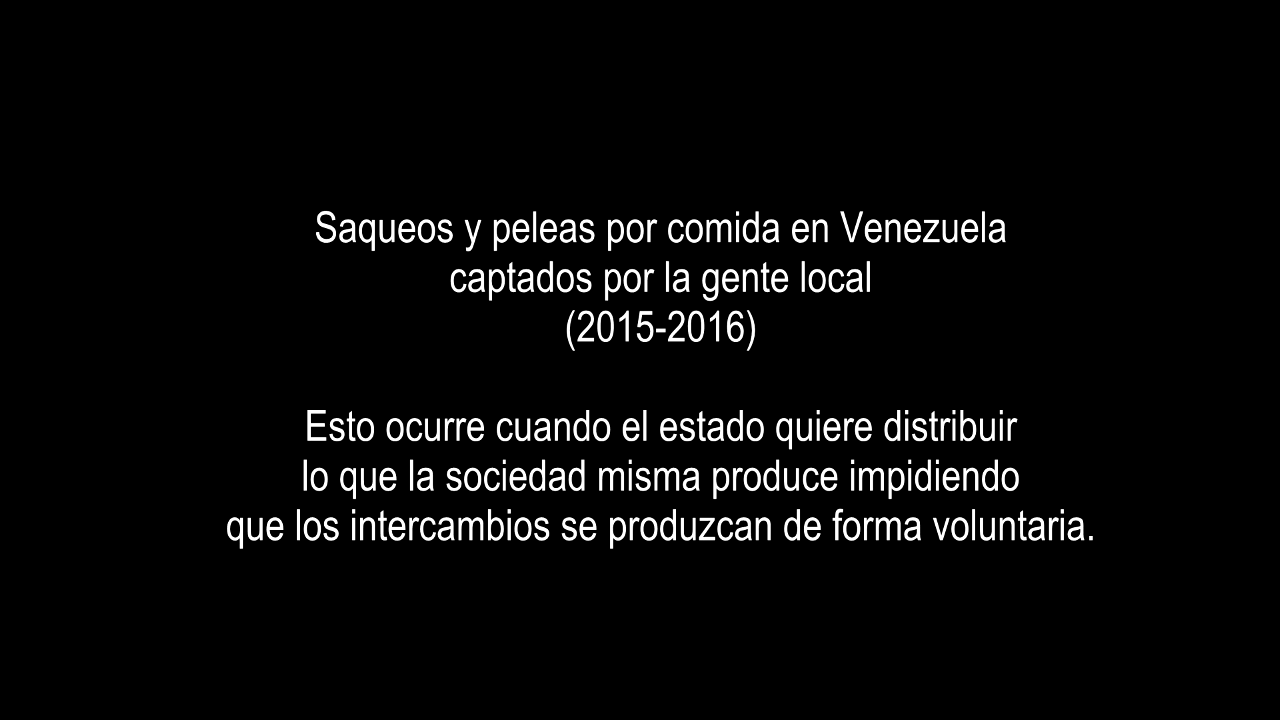 Saqueos y peleas por comida en Venezuela
captados por la gente local
(2015-2016)
Esto ocurre cuando el estado quiere distribuir
lo que la sociedad misma produce impidiendo
que los intercambios se produzcan de forma voluntaria.